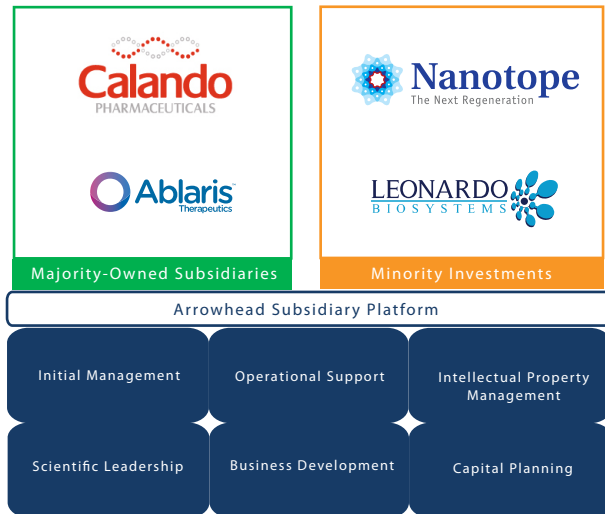 Calando
PHARMACEUTICALS
Ablaris™
Therapeutics
Majority-Owned Subsidiaries
Nanotope
The Next Regeneration
LEONARDO
BIOSYSTEMS
Minority Investments
Arrowhead Subsidiary Platform
Initial Management
Operational Support
Intellectual Property
Management
Scientific Leadership
Business Development
Capital Planning